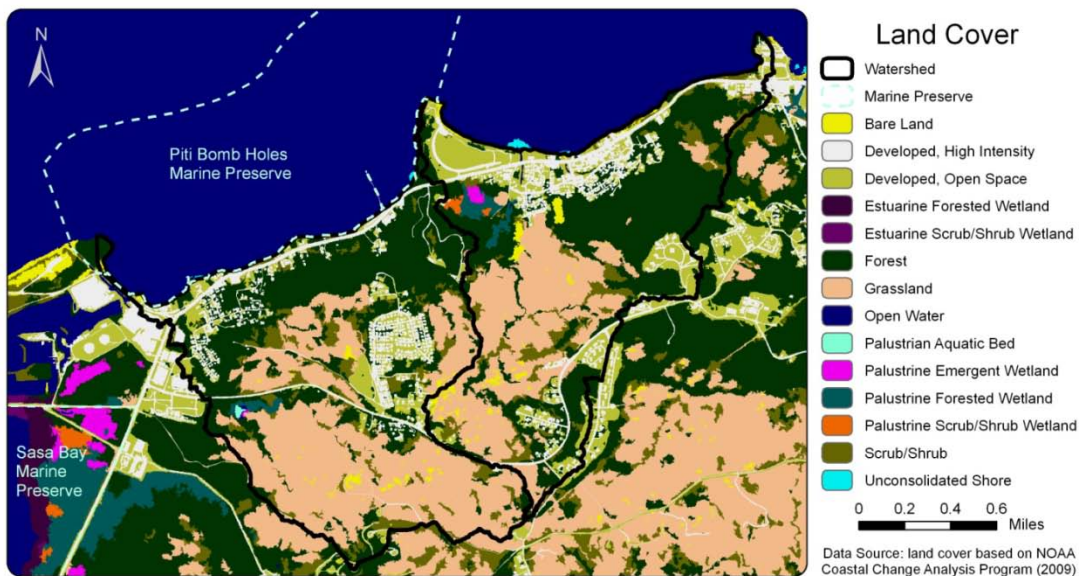 N
Piti Bomb Holes
Marine Preserve
Sasa Bay
Marine
Preserve
Land Cover
Watershed
Marine Preserve
Bare Land
Developed, High Intensity
Developed, Open Space
Estuarine Forested Wetland
Estuarine Scrub/Shrub Wetland
Forest
Grassland
Open Water
Palustrian Aquatic Bed
Palustrine Emergent Wetland
Palustrine Forested Wetland
Palustrine Scrub/Shrub Wetland
Scrub/Shrub
Unconsolidated Shore
0 0.2 0.4 0.6
Miles
Data Source: land cover based on NOAA
Coastal Change Analysis Program (2009)